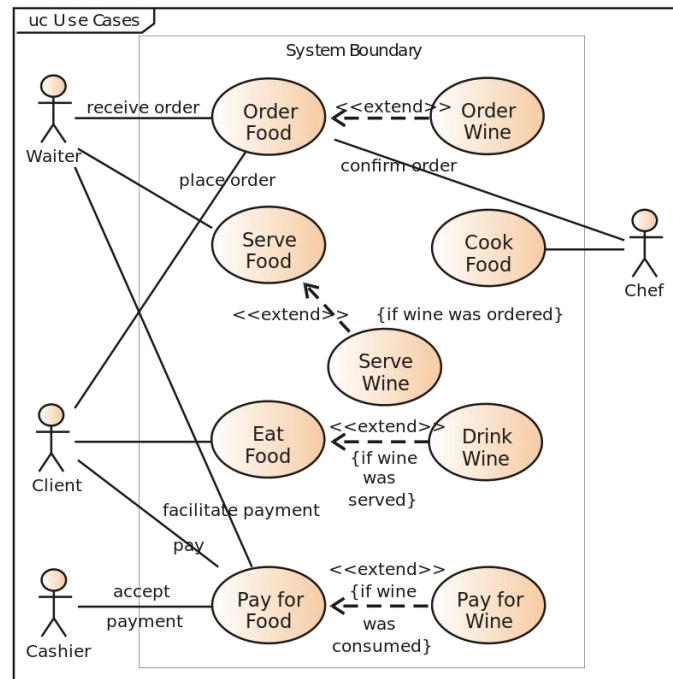 uc Use Cases
System Boundary
receive order
Order
Food
<<extend>>
Order
Wine
Waiter
confirm order
place order
Serve
Food
Cook
Food
Chef
<<extend>>
{if wine was ordered}
Serve
Wine
Eat
Food
<<extend>>
{if wine
was
served}
Drink
Wine
Client
facilitate payment
pay
<<extend>>
accept
payment
Pay for
Food
{if wine
was
consumed}
Pay for
Wine
Cashier